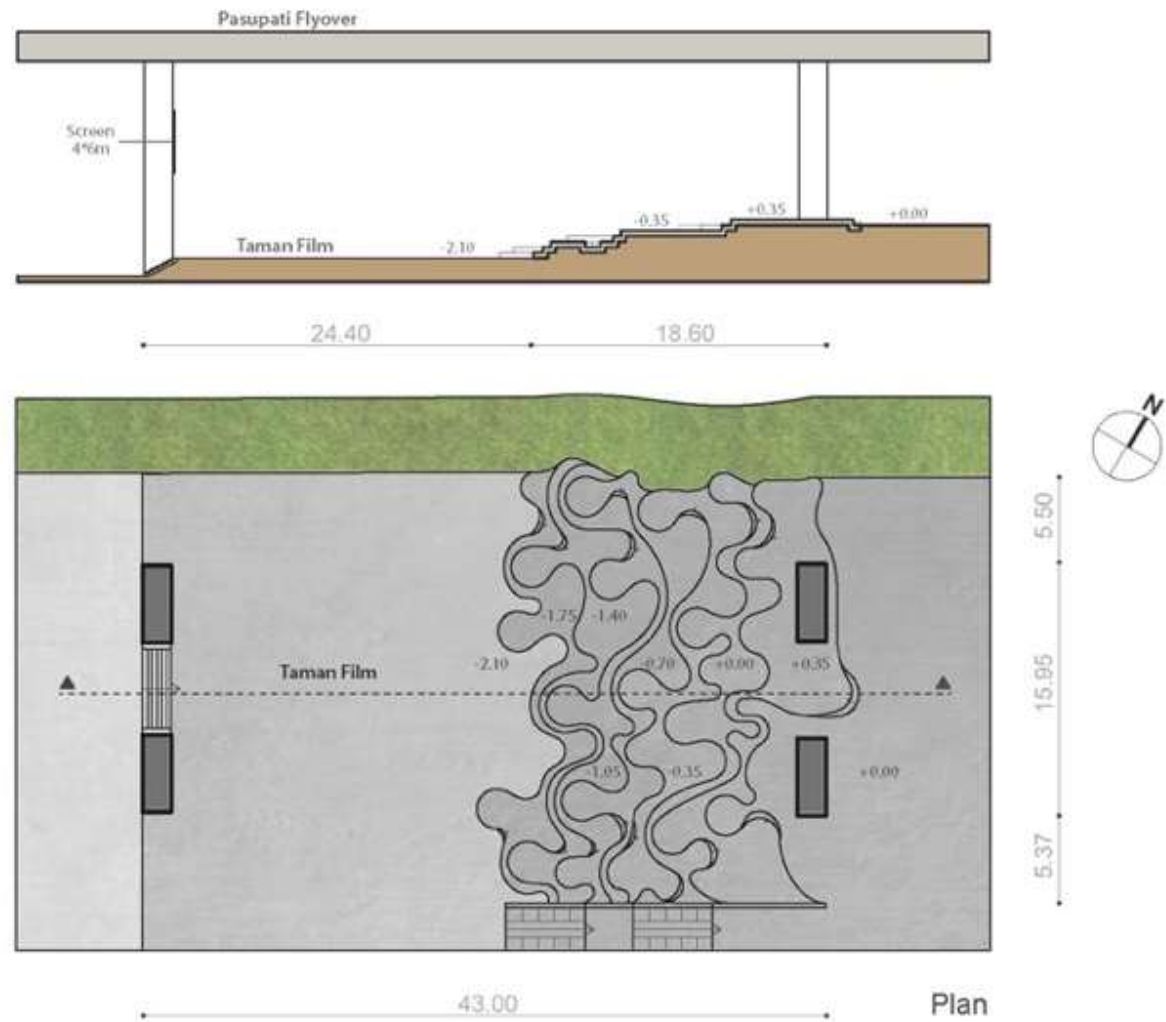 Pasupati Flyover
Screen
4*6m
Taman Film
-2.10
-0.35
+0.35
+0.00
24.40
18.60
N
5.50
15.95
5.37
-1.75
-1.40
-2.10
-0.70
+0.00
+0.35
Taman Film
-1.05
-0.35
+0.00
43.00
Plan